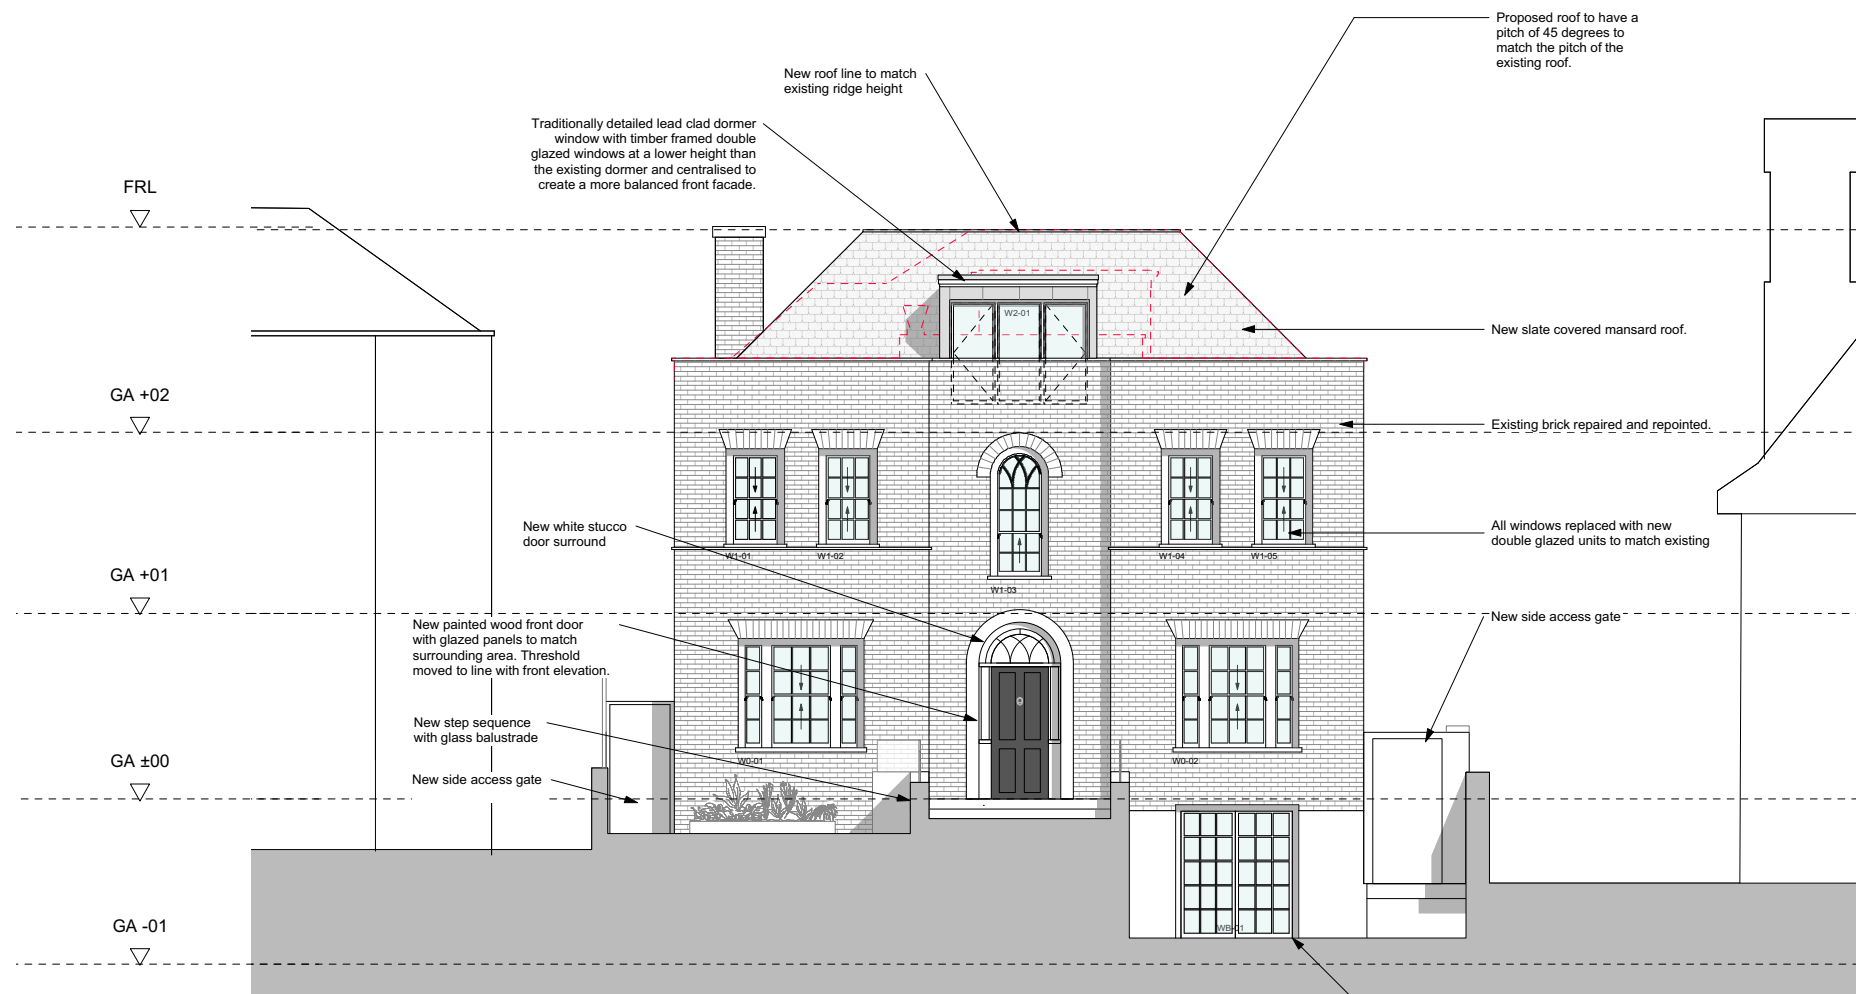 Proposed roof to have a
pitch of 45 degrees to
match the pitch of the
existing roof.
New roof line to match
existing ridge height
Traditionally detailed lead clad dormer
window with timber framed double
glazed windows at a lower height than
the existing dormer and centralised to
create a more balanced front facade.
FRL
W2-01
New slate covered mansard roof.
GA +02
Existing brick repaired and repointed.
New white stucco
door surround
All windows replaced with new
double glazed units to match existing
W1-01
W1-02
W1-04
W1-05
GA +01
W1-03
New side access gate
New painted wood front door
with glazed panels to match
surrounding area. Threshold
moved to line with front elevation.
New step sequence
with glass balustrade
GA ±00
W0-01
W0-02
New side access gate
GA -01
WB-01